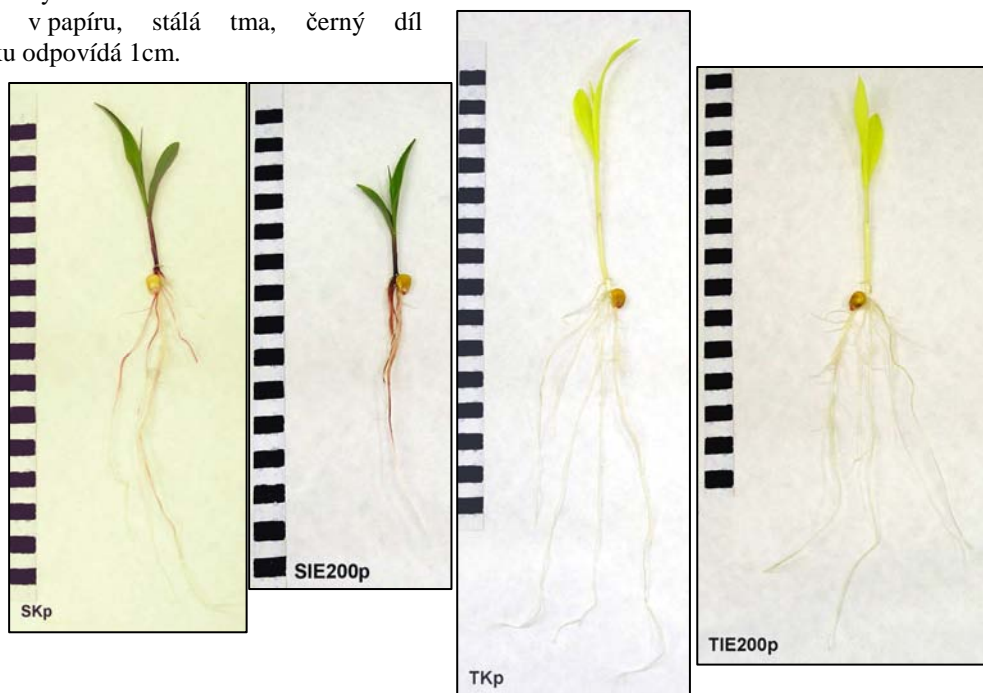 v papíru, stálá tma, černý díl
odpovídá 1cm.
SKp
SIE200p
TKp
TIE200p